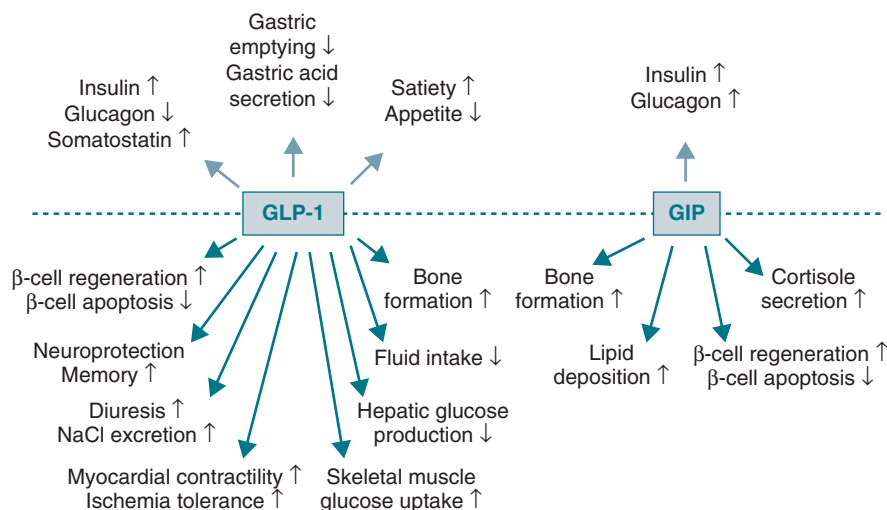 Gastric
emptying ↓
Gastric acid
secretion ↓
Insulin ↑
Glucagon ↓
Somatostatin ↑
Satiety ↑
Appetite ↓
Insulin ↑
Glucagon ↑
GLP-1
GIP
β-cell regeneration ↑
β-cell apoptosis ↓
Bone
formation ↑
Neuroprotection
Memory ↑
Fluid intake ↓
Diuresis ↑
NaCl excretion ↑
Hepatic glucose
production ↓
Myocardial contractility ↑
Ischemia tolerance ↑
Skeletal muscle
glucose uptake ↑
Bone
formation ↑
Cortisole
secretion ↑
Lipid
deposition ↑
β-cell regeneration ↑
β-cell apoptosis ↓